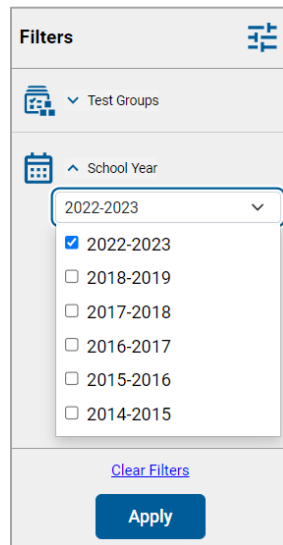 Filters
Test Groups
School Year
2022-2023
2022-2023
2018-2019
2017-2018
2016-2017
2015-2016
2014-2015
Clear Filters
Apply